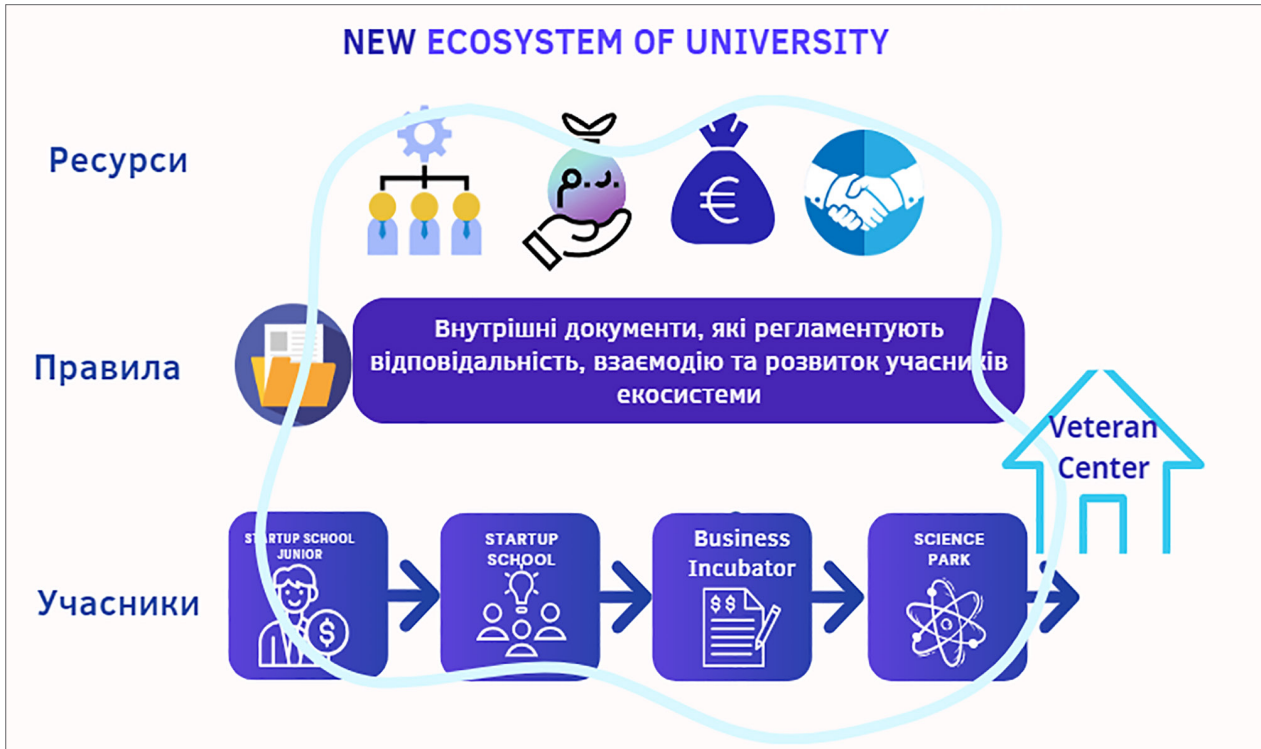 NEW ECOSYSTEM OF UNIVERSITY
Ресурси
€
Правила
Внутрішні документи, які регламентують
відповідальність, взаємодію та розвиток учасників
екосистеми
Veteran
Center
Учасники
STARTUP SCHOOL
JUNIOR
$
STARTUP
SCHOOL
Business
Incubator
$$
SCIENCE
PARK